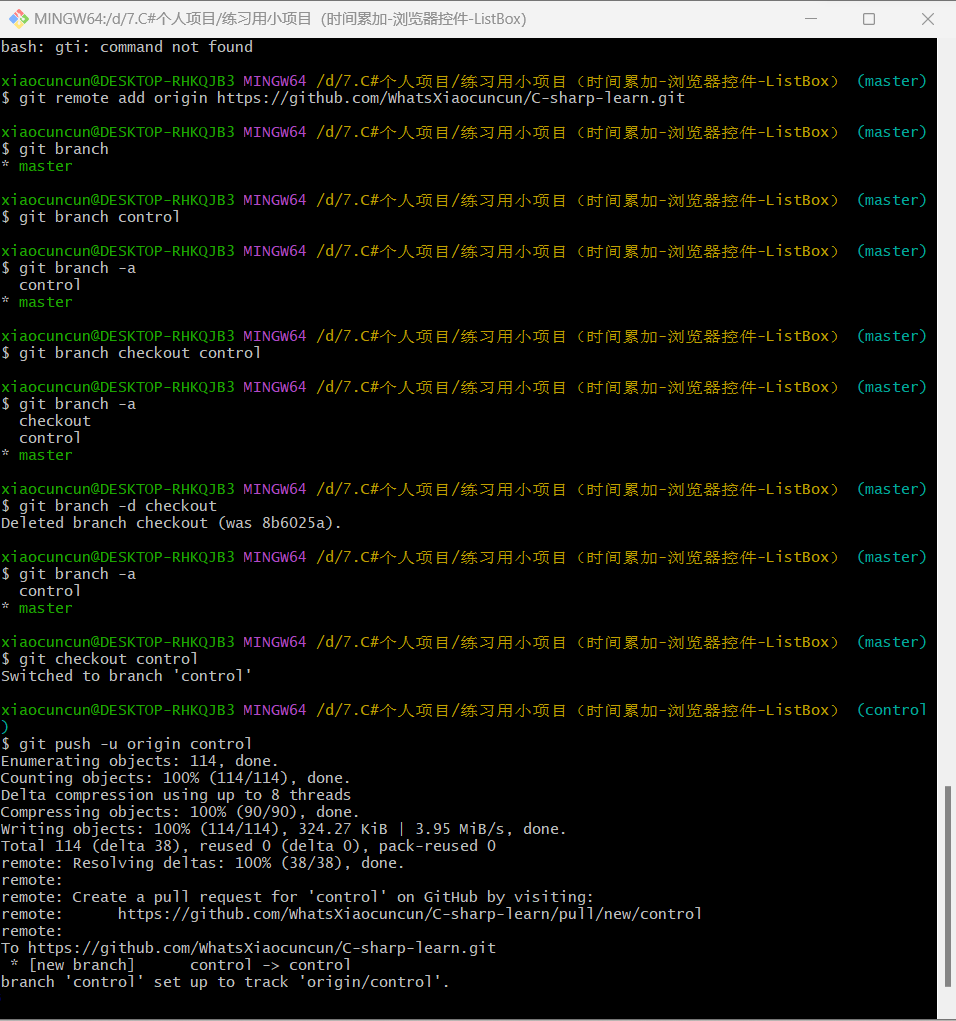 MINGW64:/d/7.C#个人项目/练习用小项目（时间累加-浏览器控件-ListBox）
bash: gti: command not found
xiaocuncun@DESKTOP-RHKQJB3 MINGW64 /d/7.C#个人项目/练习用小项目（时间累加-浏览器控件-ListBox） (master)
$ git remote add origin https://github.com/WhatsXiaocuncun/C-sharp-learn.git
xiaocuncun@DESKTOP-RHKQJB3 MINGW64 /d/7.C#个人项目/练习用小项目（时间累加-浏览器控件-ListBox） (master)
$ git branch
* master
xiaocuncun@DESKTOP-RHKQJB3 MINGW64 /d/7.C#个人项目/练习用小项目（时间累加-浏览器控件-ListBox） (master)
$ git branch control
xiaocuncun@DESKTOP-RHKQJB3 MINGW64 /d/7.C#个人项目/练习用小项目（时间累加-浏览器控件-ListBox） (master)
$ git branch -a
  control
* master
xiaocuncun@DESKTOP-RHKQJB3 MINGW64 /d/7.C#个人项目/练习用小项目（时间累加-浏览器控件-ListBox） (master)
$ git branch checkout control
xiaocuncun@DESKTOP-RHKQJB3 MINGW64 /d/7.C#个人项目/练习用小项目（时间累加-浏览器控件-ListBox） (master)
$ git branch -a
  checkout
  control
* master
xiaocuncun@DESKTOP-RHKQJB3 MINGW64 /d/7.C#个人项目/练习用小项目（时间累加-浏览器控件-ListBox） (master)
$ git branch -d checkout
Deleted branch checkout (was 8b6025a).
xiaocuncun@DESKTOP-RHKQJB3 MINGW64 /d/7.C#个人项目/练习用小项目（时间累加-浏览器控件-ListBox） (master)
$ git branch -a
  control
* master
xiaocuncun@DESKTOP-RHKQJB3 MINGW64 /d/7.C#个人项目/练习用小项目（时间累加-浏览器控件-ListBox） (master)
$ git checkout control
Switched to branch 'control'
xiaocuncun@DESKTOP-RHKQJB3 MINGW64 /d/7.C#个人项目/练习用小项目（时间累加-浏览器控件-ListBox） (control
)
$ git push -u origin control
Enumerating objects: 114, done.
Counting objects: 100% (114/114), done.
Delta compression using up to 8 threads
Compressing objects: 100% (90/90), done.
Writing objects: 100% (114/114), 324.27 KiB | 3.95 MiB/s, done.
Total 114 (delta 38), reused 0 (delta 0), pack-reused 0
remote: Resolving deltas: 100% (38/38), done.
remote:
remote: Create a pull request for 'control' on GitHub by visiting:
remote:      https://github.com/WhatsXiaocuncun/C-sharp-learn/pull/new/control
remote:
To https://github.com/WhatsXiaocuncun/C-sharp-learn.git
 * [new branch]      control -> control
branch 'control' set up to track 'origin/control'.